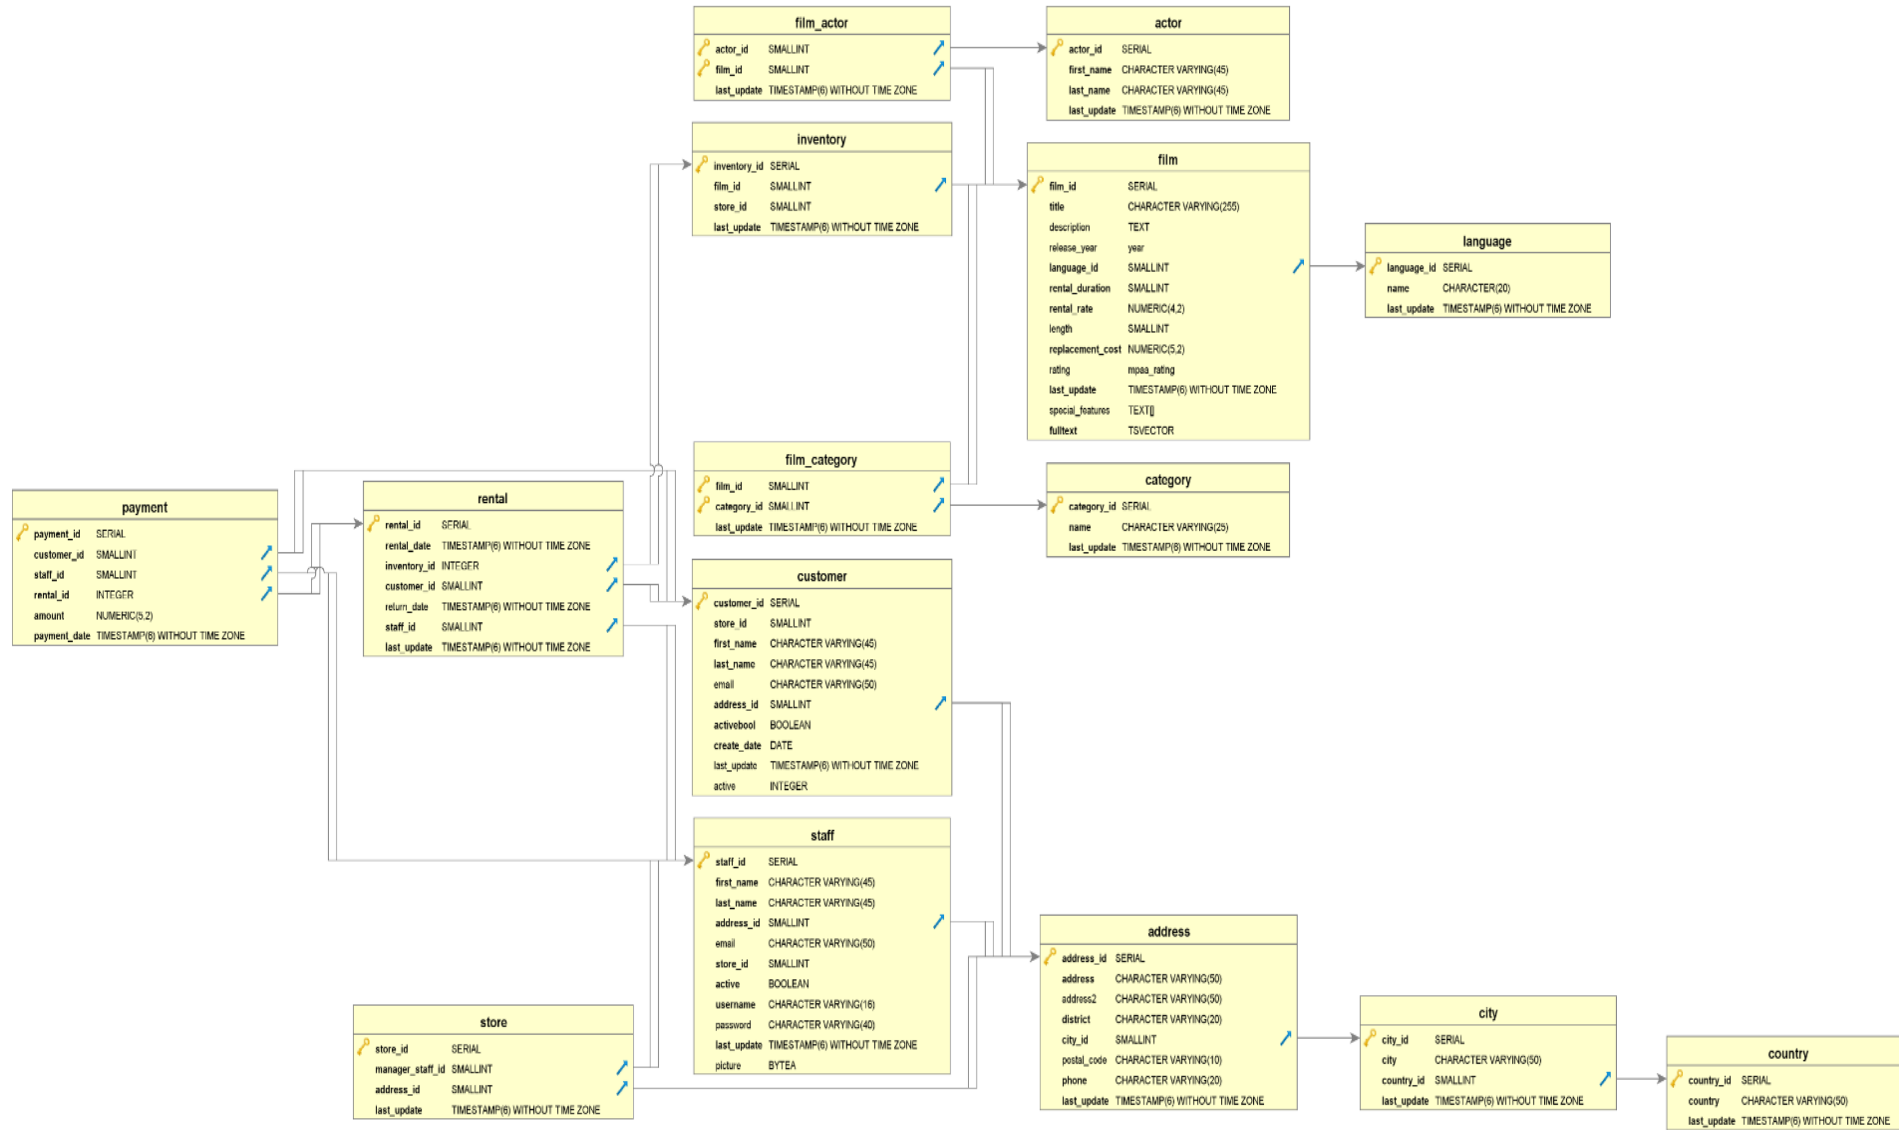 film_actor
actor_id SMALLINT
film_id SMALLINT
last_update TIMESTAMP(6) WITHOUT TIME ZONE
actor
actor_id SERIAL
first_name CHARACTER VARYING(45)
last_name CHARACTER VARYING(45)
last_update TIMESTAMP(6) WITHOUT TIME ZONE
inventory
inventory_id SERIAL
film_id SMALLINT
store_id SMALLINT
last_update TIMESTAMP(6) WITHOUT TIME ZONE
film
film_id SERIAL
title CHARACTER VARYING(255)
description TEXT
release_year year
language_id SMALLINT
rental_duration SMALLINT
rental_rate NUMERIC(4,2)
length SMALLINT
replacement_cost NUMERIC(5,2)
rating mpaa_rating
last_update TIMESTAMP(6) WITHOUT TIME ZONE
special_features TEXT[]
fulltext TSVECTOR
language
language_id SERIAL
name CHARACTER(20)
last_update TIMESTAMP(6) WITHOUT TIME ZONE
film_category
film_id SMALLINT
category_id SMALLINT
last_update TIMESTAMP(6) WITHOUT TIME ZONE
category
category_id SERIAL
name CHARACTER VARYING(25)
last_update TIMESTAMP(6) WITHOUT TIME ZONE
payment
payment_id SERIAL
customer_id SMALLINT
staff_id SMALLINT
rental_id INTEGER
amount NUMERIC(5,2)
payment_date TIMESTAMP(6) WITHOUT TIME ZONE
rental
rental_id SERIAL
rental_date TIMESTAMP(6) WITHOUT TIME ZONE
inventory_id INTEGER
customer_id SMALLINT
return_date TIMESTAMP(6) WITHOUT TIME ZONE
staff_id SMALLINT
last_update TIMESTAMP(6) WITHOUT TIME ZONE
customer
customer_id SERIAL
store_id SMALLINT
first_name CHARACTER VARYING(45)
last_name CHARACTER VARYING(45)
email CHARACTER VARYING(50)
address_id SMALLINT
activebool BOOLEAN
create_date DATE
last_update TIMESTAMP(6) WITHOUT TIME ZONE
active INTEGER
staff
staff_id SERIAL
first_name CHARACTER VARYING(45)
last_name CHARACTER VARYING(45)
address_id SMALLINT
email CHARACTER VARYING(50)
store_id SMALLINT
active BOOLEAN
username CHARACTER VARYING(16)
password CHARACTER VARYING(40)
last_update TIMESTAMP(6) WITHOUT TIME ZONE
picture BYTEA
store
store_id SERIAL
manager_staff_id SMALLINT
address_id SMALLINT
last_update TIMESTAMP(6) WITHOUT TIME ZONE
address
address_id SERIAL
address CHARACTER VARYING(50)
address2 CHARACTER VARYING(50)
district CHARACTER VARYING(20)
city_id SMALLINT
postal_code CHARACTER VARYING(10)
phone CHARACTER VARYING(20)
last_update TIMESTAMP(6) WITHOUT TIME ZONE
city
city_id SERIAL
city CHARACTER VARYING(50)
country_id SMALLINT
last_update TIMESTAMP(6) WITHOUT TIME ZONE
country
country_id SERIAL
country CHARACTER VARYING(50)
last_update TIMESTAMP(6) WITHOUT TIME ZONE